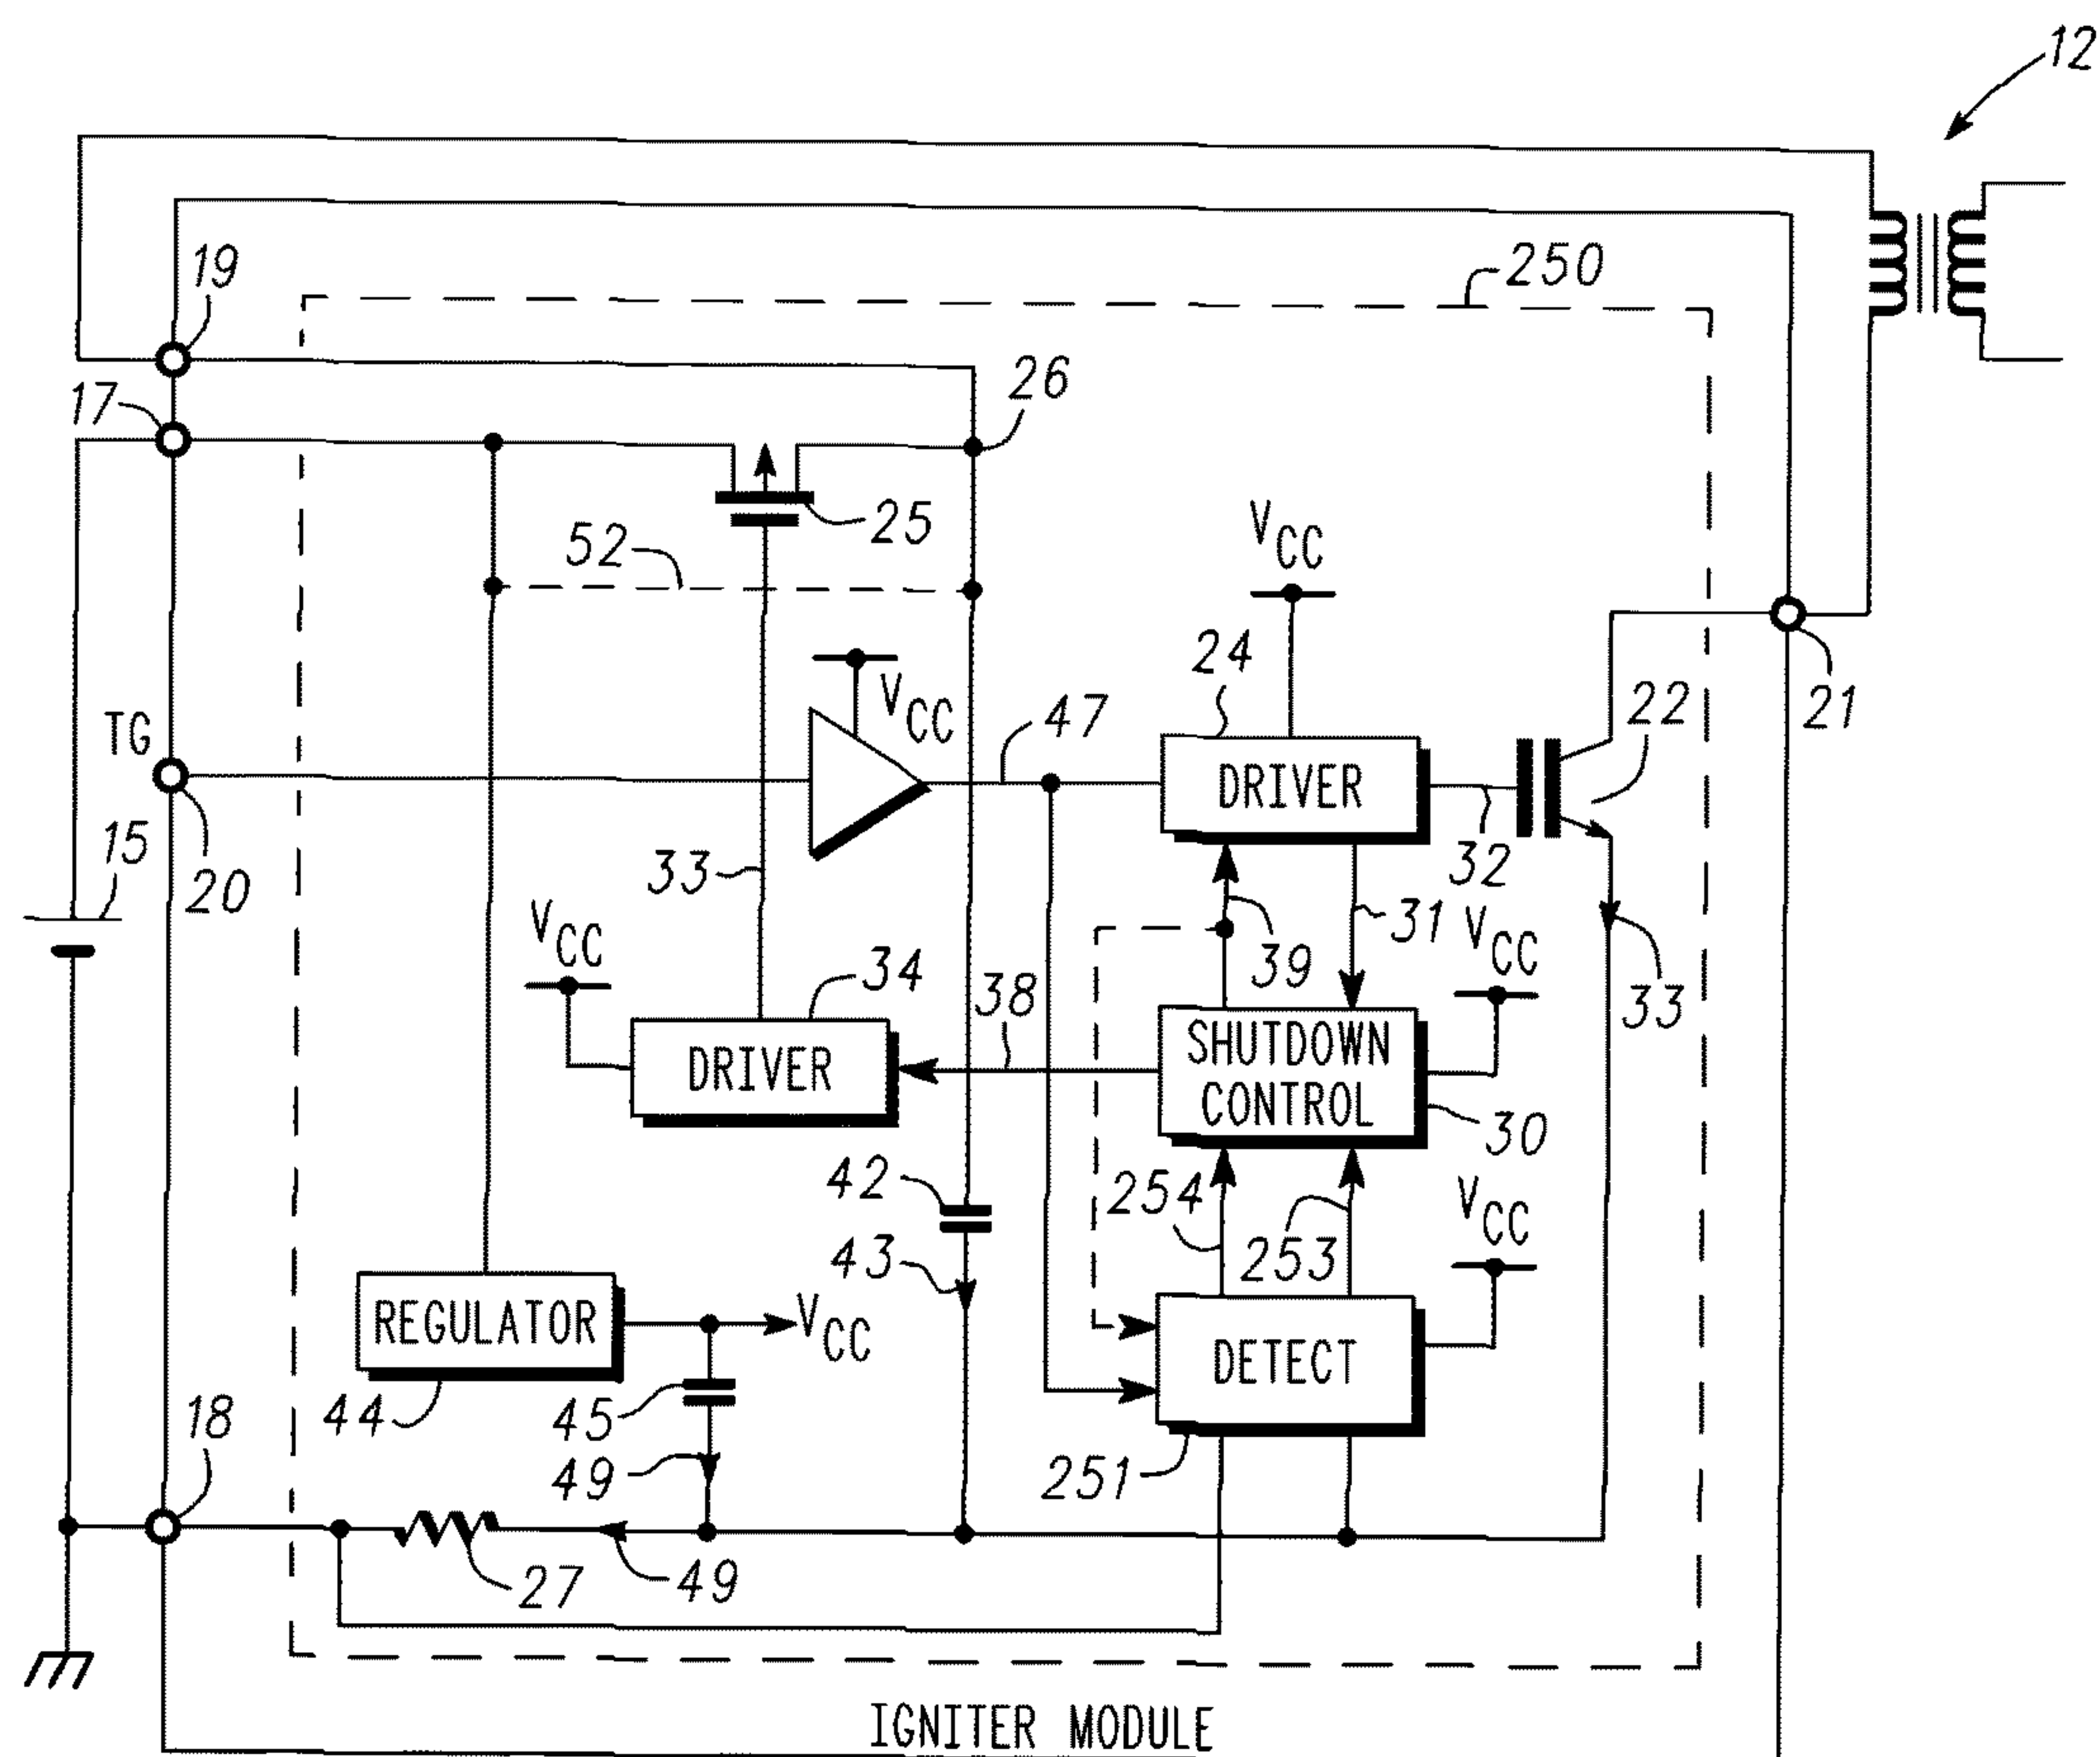 12
19
250
17
26
25
52
VCC
24
VCC
47
22
21
TG
DRIVER
15
20
33
32
VCC
31
VCC
39
34
38
33
DRIVER
SHUTDOWN
CONTROL
30
42
254
VCC
43
253
REGULATOR
VCC
DETECT
18
44
45
49
251
27
49
IGNITER MODULE